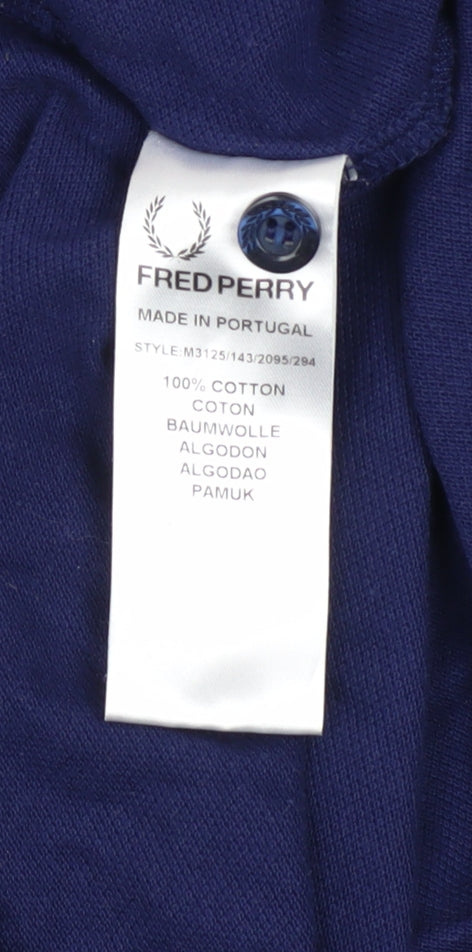 FRED PERRY
MADE IN PORTUGAL
STYLE:M3125/143/2095/294
100% COTTON
COTON
BAUMWOLLE
ALGODON
ALGODAO
PAMUK